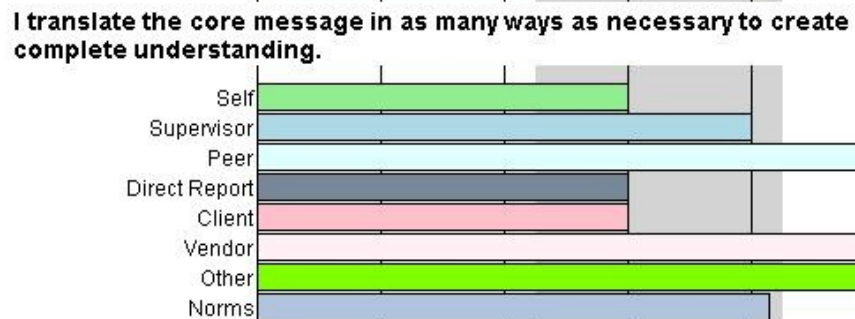 I translate the core message in as many ways as necessary to create
complete understanding.
Self
Supervisor
Peer
Direct Report
Client
Vendor
Other
Norms